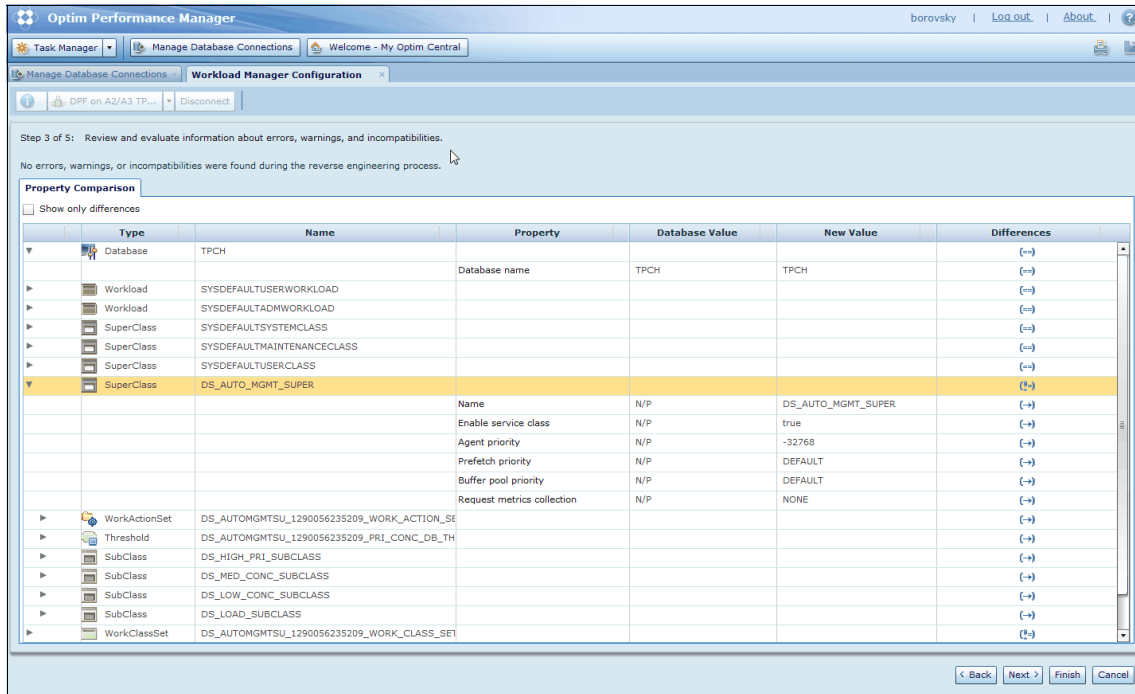 Optim Performance Manager
borovsky | Log out | About | ?
Task Manager Manage Database Connections Welcome - My Optim Central
Manage Database Connections Workload Manager Configuration ×
DPF on A2/A3 TP... Disconnect
Step 3 of 5: Review and evaluate information about errors, warnings, and incompatibilities.
No errors, warnings, or incompatibilities were found during the reverse engineering process.
Property Comparison
Show only differences
Type Name Property Database Value New Value Differences
Database TPCH (==)
Database name TPCH TPCH (==)
Workload SYSDEFAULTUSERWORKLOAD (==)
Workload SYSDEFAULTADMWORKLOAD (==)
SuperClass SYSDEFAULTSYSTEMCLASS (==)
SuperClass SYSDEFAULTMAINTENANCECLASS (==)
SuperClass SYSDEFAULTUSERCLASS (==)
SuperClass DS_AUTO_MGMT_SUPER
Name N/P DS_AUTO_MGMT_SUPER (→)
Enable service class N/P true (→)
Agent priority N/P -32768 (→)
Prefetch priority N/P DEFAULT (→)
Buffer pool priority N/P DEFAULT (→)
Request metrics collection N/P NONE (→)
WorkActionSet DS_AUTOMGMTSU_1290056235209_WORK_ACTION_SE (→)
Threshold DS_AUTOMGMTSU_1290056235209_PRI_CONC_DB_TH (→)
SubClass DS_HIGH_PRI_SUBCLASS (→)
SubClass DS_MED_CONC_SUBCLASS (→)
SubClass DS_LOW_CONC_SUBCLASS (→)
SubClass DS_LOAD_SUBCLASS (→)
WorkClassSet DS_AUTOMGMTSU_1290056235209_WORK_CLASS_SET
< Back Next > Finish Cancel